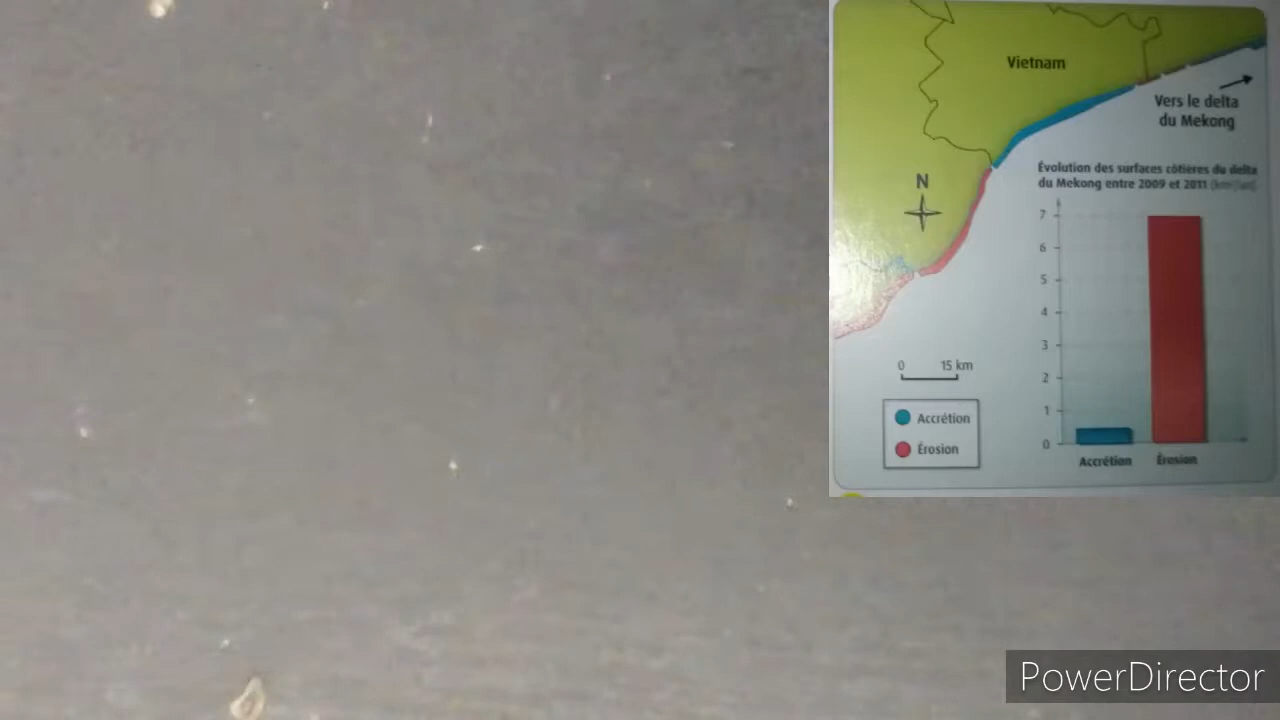 Vietnam
Vers le delta
du Mekong
Évolution des surfaces côtières du delta
du Mekong entre 2009 et 2011
N
7
6
5
4
3
2
1
0
Accrétion
Érosion
0 15 km
Accrétion
Érosion
PowerDirector